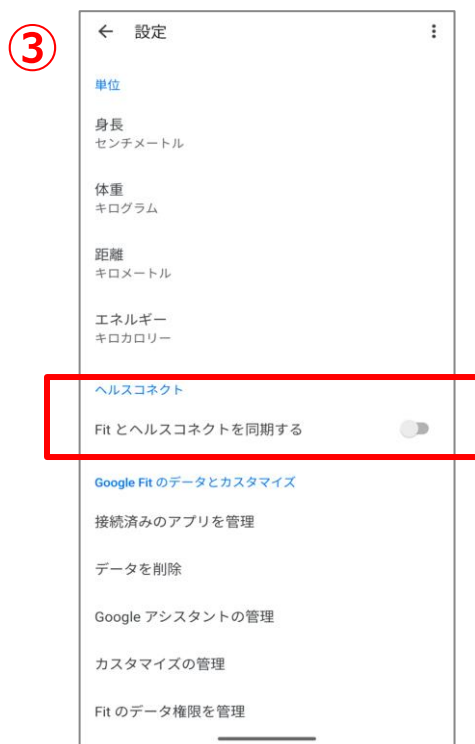 ③
← 設定
単位
身長
センチメートル
体重
キログラム
距離
キロメートル
エネルギー
キロカロリー
ヘルスコネクト
Fit とヘルスコネクトを同期する
Google Fit のデータとカスタマイズ
接続済みのアプリを管理
データを削除
Google アシスタントの管理
カスタマイズの管理
Fit のデータ権限を管理